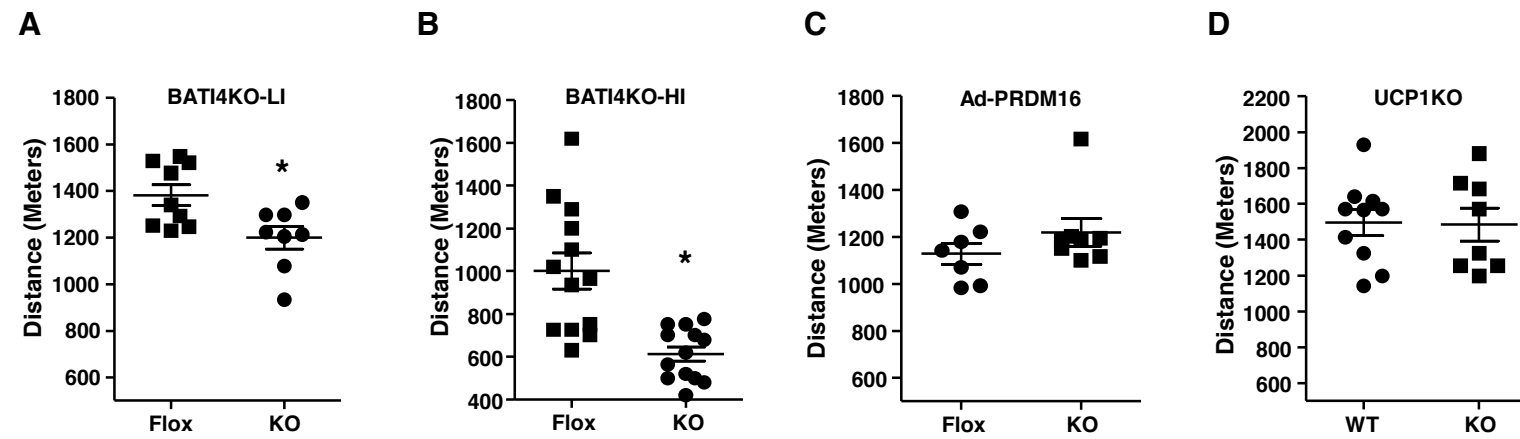 A
BATI4KO-LI
Distance (Meters)
1800
1600
1400
1200
1000
800
600
*
Flox
KO
B
BATI4KO-HI
Distance (Meters)
1800
1600
1400
1200
1000
800
600
400
*
Flox
KO
C
Ad-PRDM16
Distance (Meters)
1800
1600
1400
1200
1000
800
600
Flox
KO
D
UCP1KO
Distance (Meters)
2200
2000
1800
1600
1400
1200
1000
800
600
WT
KO